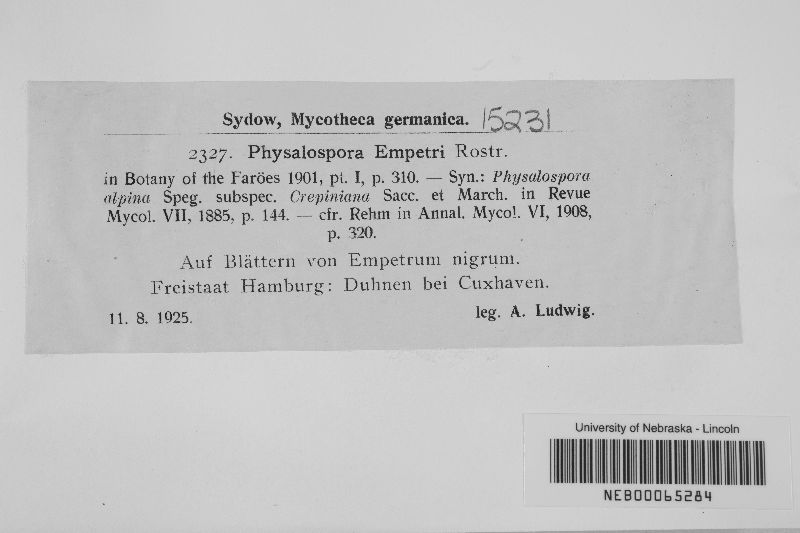 Sydow, Mycotheca germanica. 15231
2327. Physalospora Empetri Rostr.
in Botany of the Faröes 1901, pt. I, p. 310. — Syn.: Physalospora
alpina Speg. subspec. Crepiniana Sacc. et March. in Revue
Mycol. VII, 1885, p. 144. — cfr. Rehm in Annal. Mycol. VI, 1908,
p. 320.
Auf Blättern von Empetrum nigrum.
Freistaat Hamburg: Duhnen bei Cuxhaven.
11. 8. 1925.
leg. A. Ludwig.
University of Nebraska - Lincoln
NEB00065284